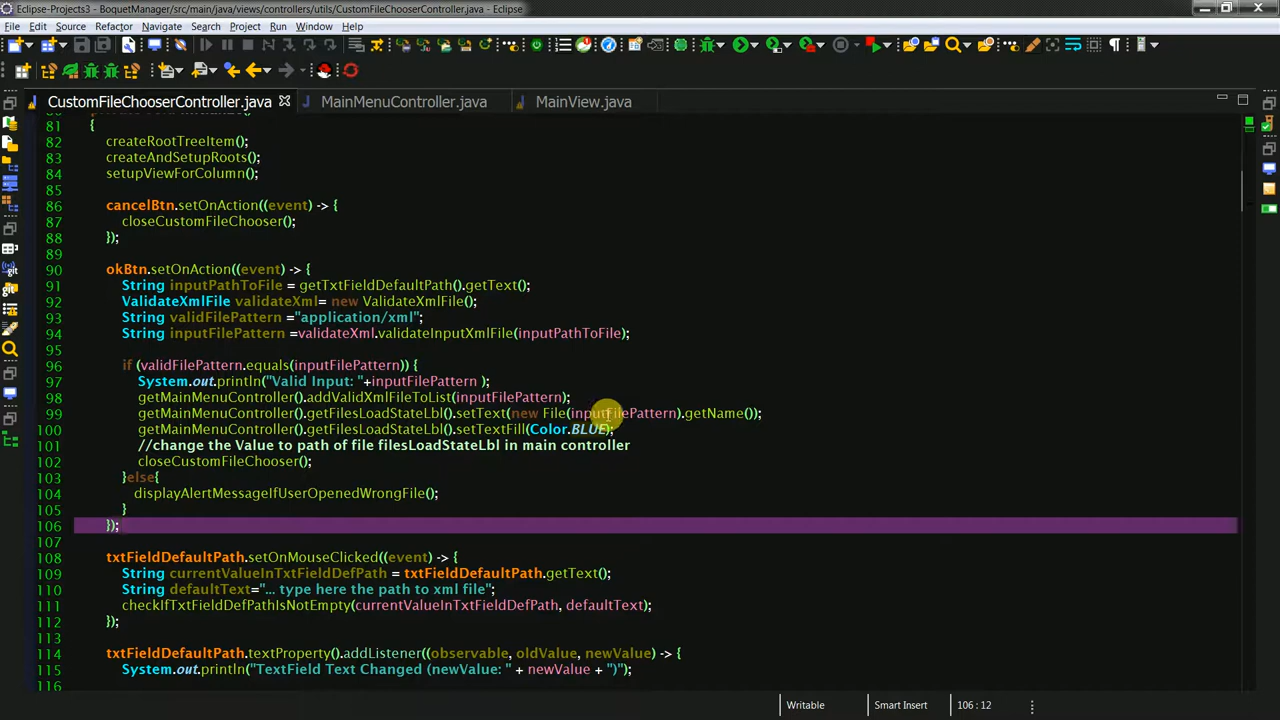 Eclipse-Projects3 - BoquetManager/src/main/java/views/controllers/utils/CustomFileChooserController.java - Eclipse
File Edit Source Refactor Navigate Search Project Run Window Help
CustomFileChooserController.java MainMenuController.java MainView.java
81 {
82 createRootTreeItem();
83 createAndSetupRoots();
84 setupViewForColumn();
85
86 cancelBtn.setOnAction((event) -> {
87 closeCustomFileChooser();
88 });
89
90 okBtn.setOnAction((event) -> {
91 String inputPathToFile = getTxtFieldDefaultPath().getText();
92 ValidateXmlFile validateXml= new ValidateXmlFile();
93 String validFilePattern ="application/xml";
94 String inputFilePattern =validateXml.validateInputXmlFile(inputPathToFile);
95
96 if (validFilePattern.equals(inputFilePattern)) {
97 System.out.println("Valid Input: "+inputFilePattern );
98 getMainMenuController().addValidXmlFileToList(inputFilePattern);
99 getMainMenuController().getFilesLoadStateLbl().setText(new File(inputFilePattern).getName());
100 getMainMenuController().getFilesLoadStateLbl().setTextFill(Color.BLUE);
101 //change the Value to path of file filesLoadStateLbl in main controller
102 closeCustomFileChooser();
103 }else{
104 displayAlertMessageIfUserOpenedWrongFile();
105 }
106 });
107
108 txtFieldDefaultPath.setOnMouseClicked((event) -> {
109 String currentValueInTxtFieldDefPath = txtFieldDefaultPath.getText();
110 String defaultText="... type here the path to xml file";
111 checkIfTxtFieldDefPathIsNotEmpty(currentValueInTxtFieldDefPath, defaultText);
112 });
113
114 txtFieldDefaultPath.textProperty().addListener((observable, oldValue, newValue) -> {
115 System.out.println("TextField Text Changed (newValue: " + newValue + ")");
116
Writable Smart Insert 106 : 12